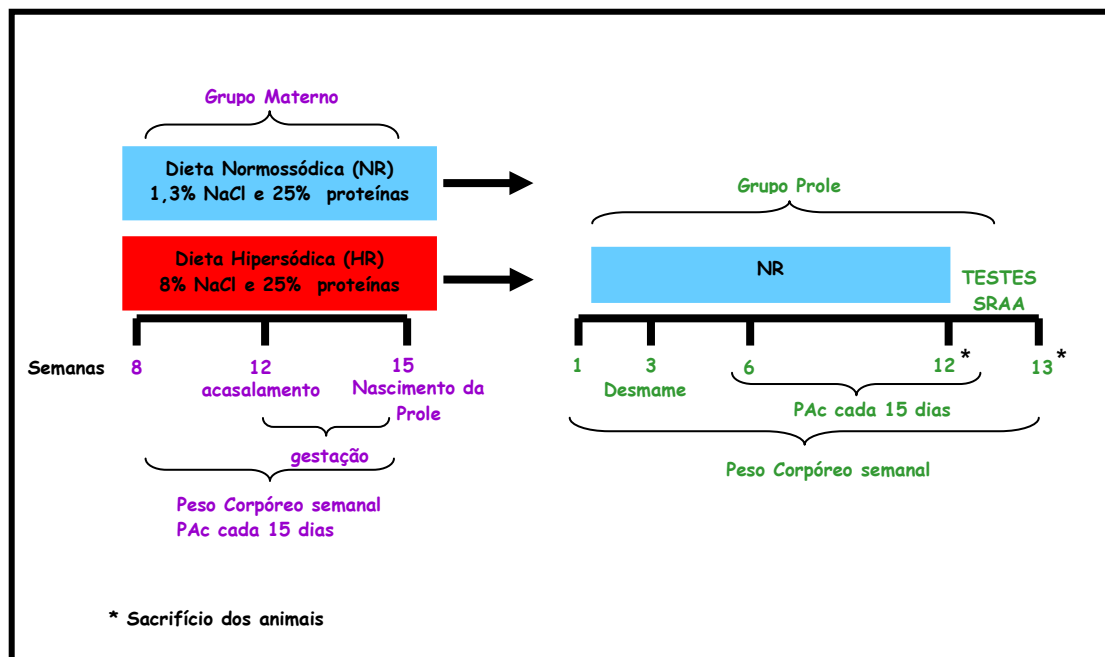 Grupo Materno
Dieta Normossódica (NR)
1,3% NaCl e 25% proteínas
Dieta Hipersódica (HR)
8% NaCl e 25% proteínas
Semanas
8
12
15
acasalamento
Nascimento da
Prole
gestação
Peso Corpóreo semanal
PAc cada 15 dias
Grupo Prole
NR
TESTES
SRAA
1
3
6
12*
13*
Desmame
PAc cada 15 dias
Peso Corpóreo semanal
* Sacrifício dos animais